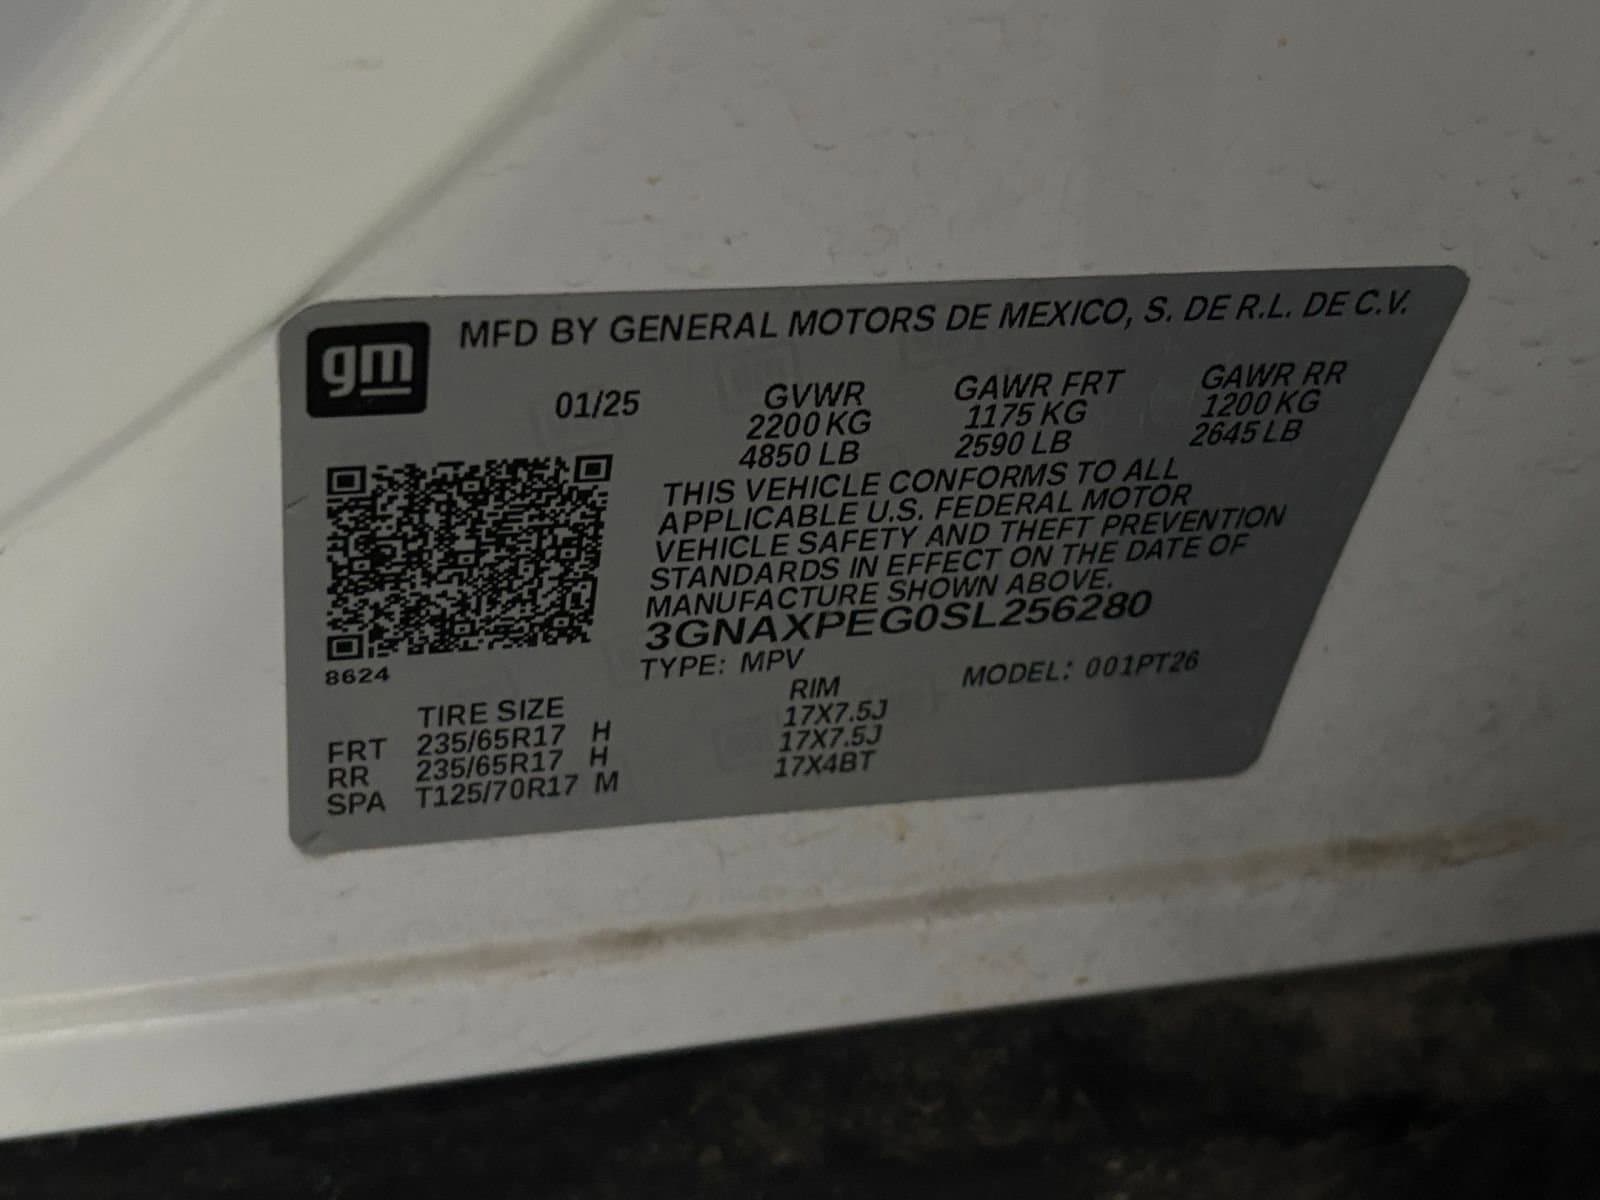 gm
MFD BY GENERAL MOTORS DE MEXICO, S. DE R.L. DE C.V.
01/25 GVWR GAWR FRT GAWR RR
2200 KG 1175 KG 1200 KG
4850 LB 2590 LB 2645 LB
THIS VEHICLE CONFORMS TO ALL
APPLICABLE U.S. FEDERAL MOTOR
VEHICLE SAFETY AND THEFT PREVENTION
STANDARDS IN EFFECT ON THE DATE OF
MANUFACTURE SHOWN ABOVE.
3GNAXPEG0SL256280
8624
TYPE: MPV MODEL: 001PT26
TIRE SIZE RIM
FRT 235/65R17 H 17X7.5J
RR 235/65R17 H 17X7.5J
SPA T125/70R17 M 17X4BT